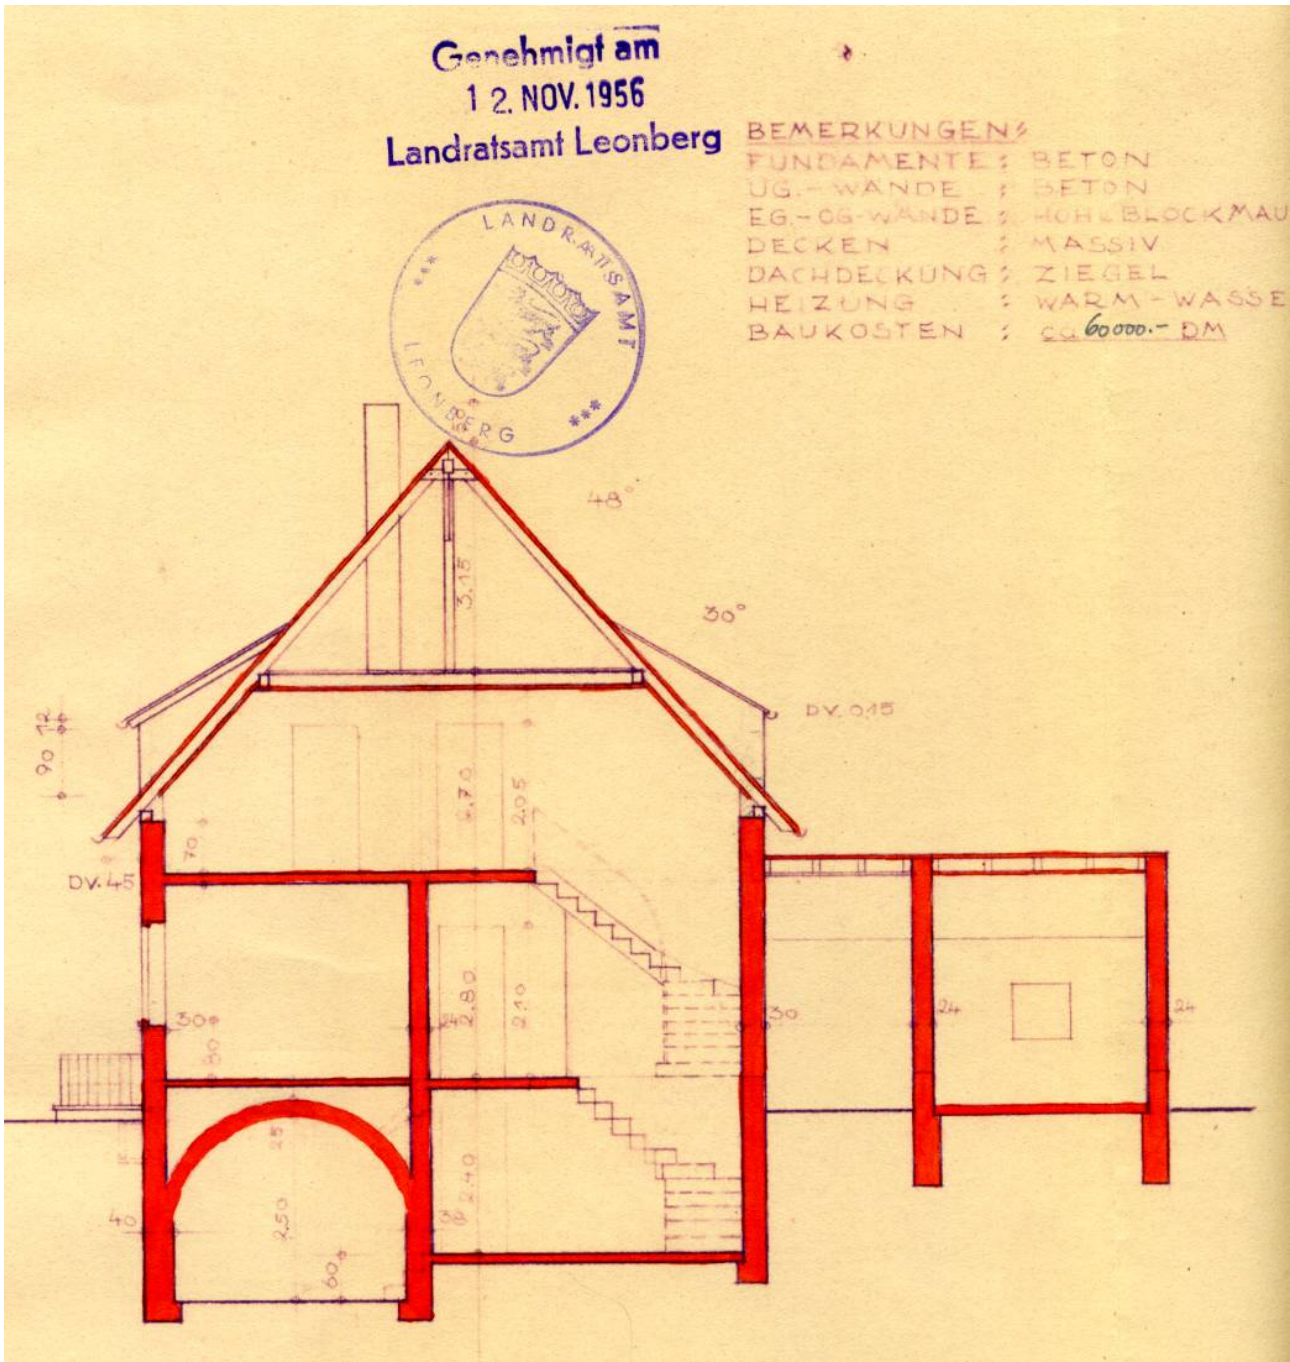 Genehmigt am
12. NOV. 1956
Landratsamt Leonberg
BEMERKUNGEN:
FUNDAMENTE : BETON
UG.-WÄNDE : BETON
EG.-OG-WÄNDE : HOHLBLOCKMAU
DECKEN : MASSIV
DACHDECKUNG : ZIEGEL
HEIZUNG : WARM-WASSE
BAUKOSTEN : ca 60000.- DM
LANDRATSAMT
LEONBERG
48°
3.15
30°
12
90
DV. 0.15
2.05
70
DV. 45
2.80
2.10
30
80
30
24
24
25
2.40
40
2.50
60